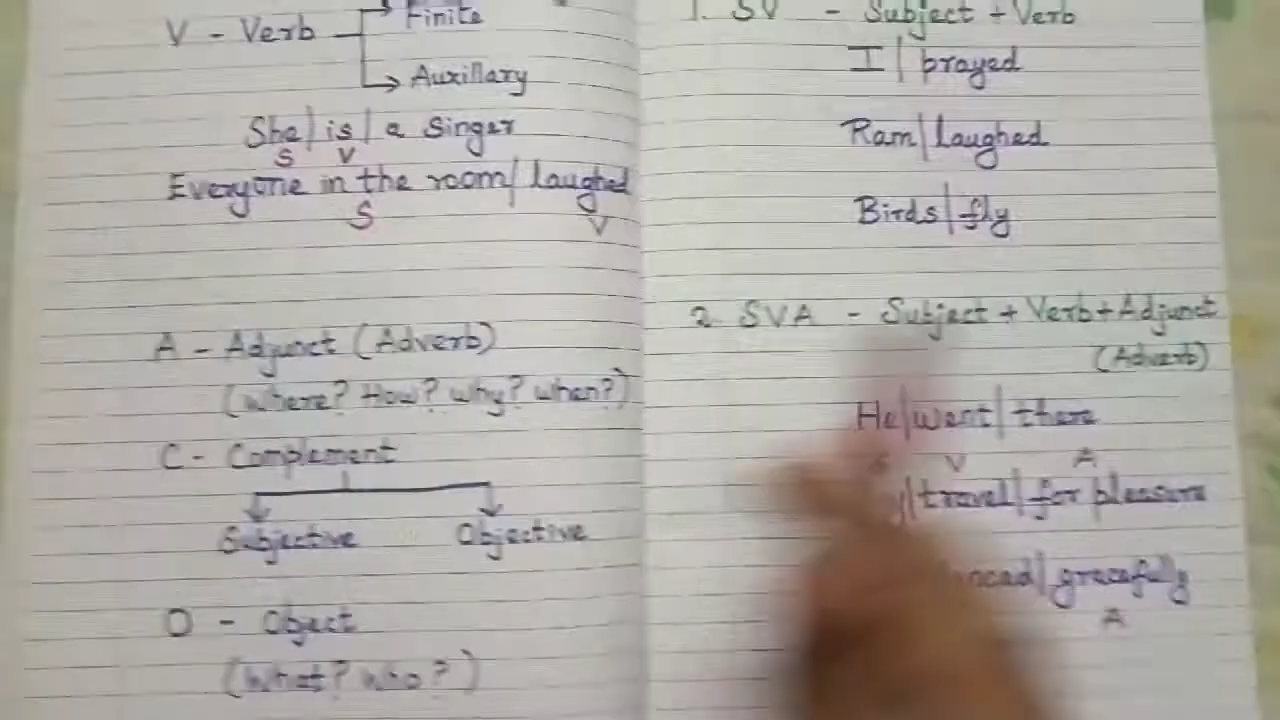 V - Verb
Finite
Auxillary
She | is | a singer
S V
Everyone in the room | laughed
S V
A - Adjunct (Adverb)
(where? How? why? when?)
C - Complement
Subjective Objective
O - Object
(What? who?)
1. SV - Subject + Verb
I | prayed
Ram | laughed
Birds | fly
2. SVA - Subject + Verb + Adjunct
(Adverb)
He | went | there
V A
| travel | for pleasure
| gracefully
A